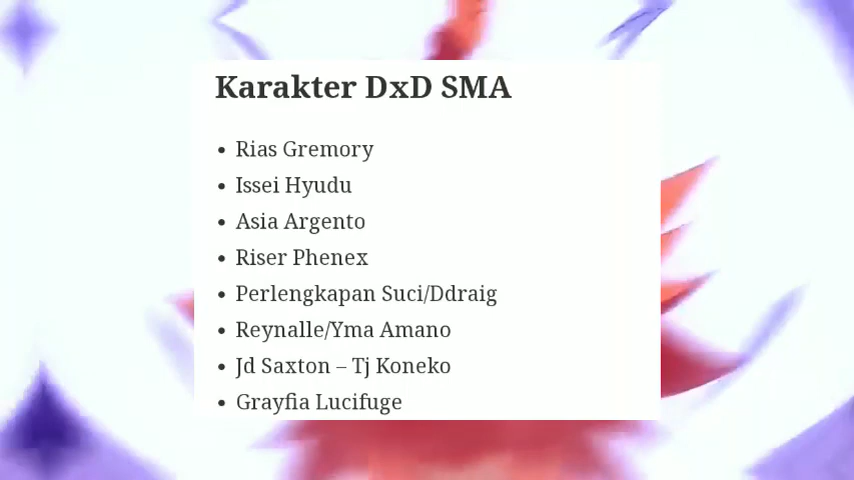 Karakter DxD SMA
• Rias Gremory
• Issei Hyudu
• Asia Argento
• Riser Phenex
• Perlengkapan Suci/Ddraig
• Reynalle/Yma Amano
• Jd Saxton – Tj Koneko
• Grayfia Lucifuge